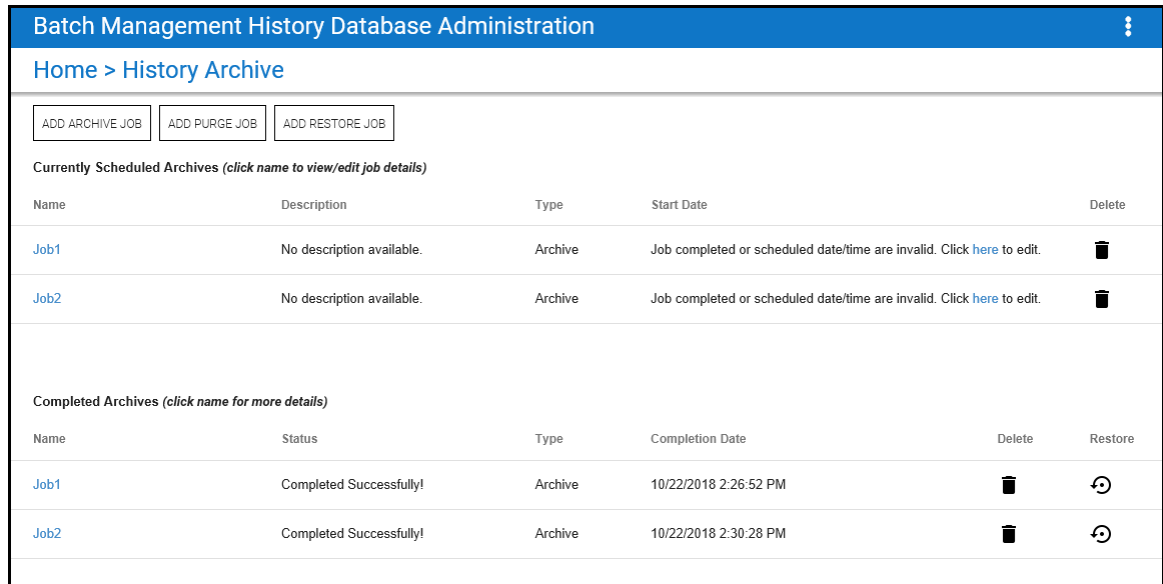 Batch Management History Database Administration
Home > History Archive
ADD ARCHIVE JOB ADD PURGE JOB ADD RESTORE JOB
Currently Scheduled Archives (click name to view/edit job details)
Name Description Type Start Date Delete
Job1 No description available. Archive Job completed or scheduled date/time are invalid. Click here to edit.
Job2 No description available. Archive Job completed or scheduled date/time are invalid. Click here to edit.
Completed Archives (click name for more details)
Name Status Type Completion Date Delete Restore
Job1 Completed Successfully! Archive 10/22/2018 2:26:52 PM
Job2 Completed Successfully! Archive 10/22/2018 2:30:28 PM